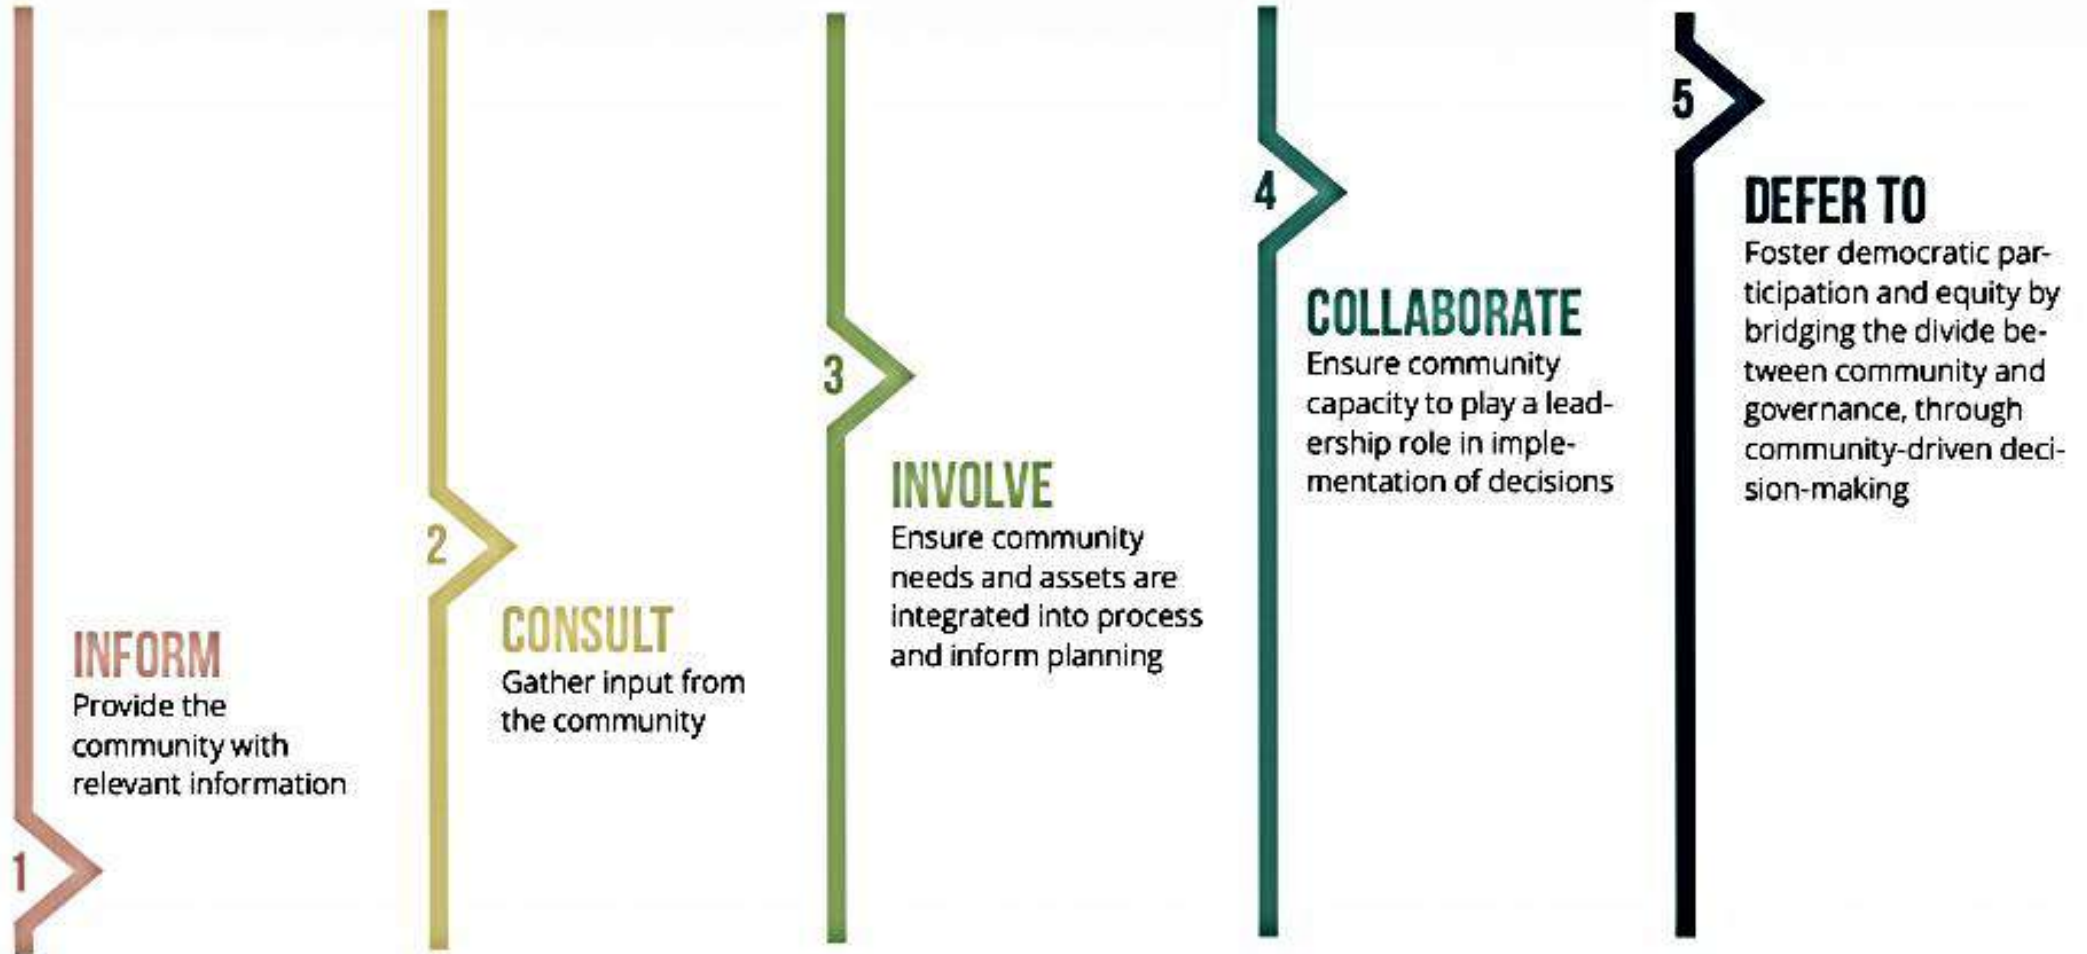 1
INFORM
Provide the
community with
relevant information
2
CONSULT
Gather input from
the community
3
INVOLVE
Ensure community
needs and assets are
integrated into process
and inform planning
4
COLLABORATE
Ensure community
capacity to play a lead-
ership role in imple-
mentation of decisions
5
DEFER TO
Foster democratic par-
ticipation and equity by
bridging the divide be-
tween community and
governance, through
community-driven deci-
sion-making